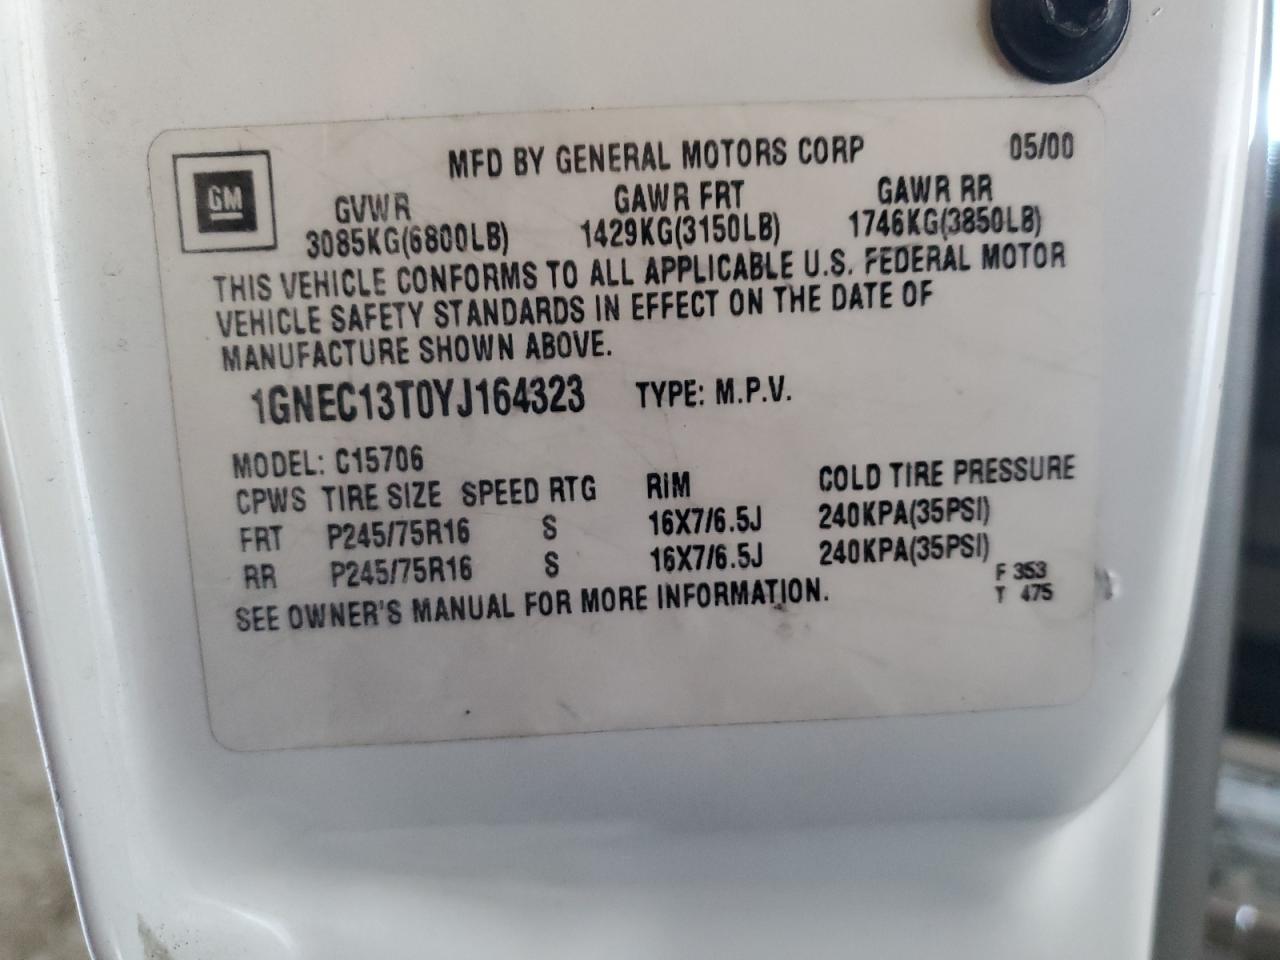 GM
MFD BY GENERAL MOTORS CORP 05/00
GVWR GAWR FRT GAWR RR
3085KG(6800LB) 1429KG(3150LB) 1746KG(3850LB)
THIS VEHICLE CONFORMS TO ALL APPLICABLE U.S. FEDERAL MOTOR
VEHICLE SAFETY STANDARDS IN EFFECT ON THE DATE OF
MANUFACTURE SHOWN ABOVE.
1GNEC13T0YJ164323 TYPE: M.P.V.
MODEL: C15706
CPWS TIRE SIZE SPEED RTG RIM COLD TIRE PRESSURE
FRT P245/75R16 S 16X7/6.5J 240KPA(35PSI)
RR P245/75R16 S 16X7/6.5J 240KPA(35PSI)
SEE OWNER'S MANUAL FOR MORE INFORMATION.
F 353
T 475